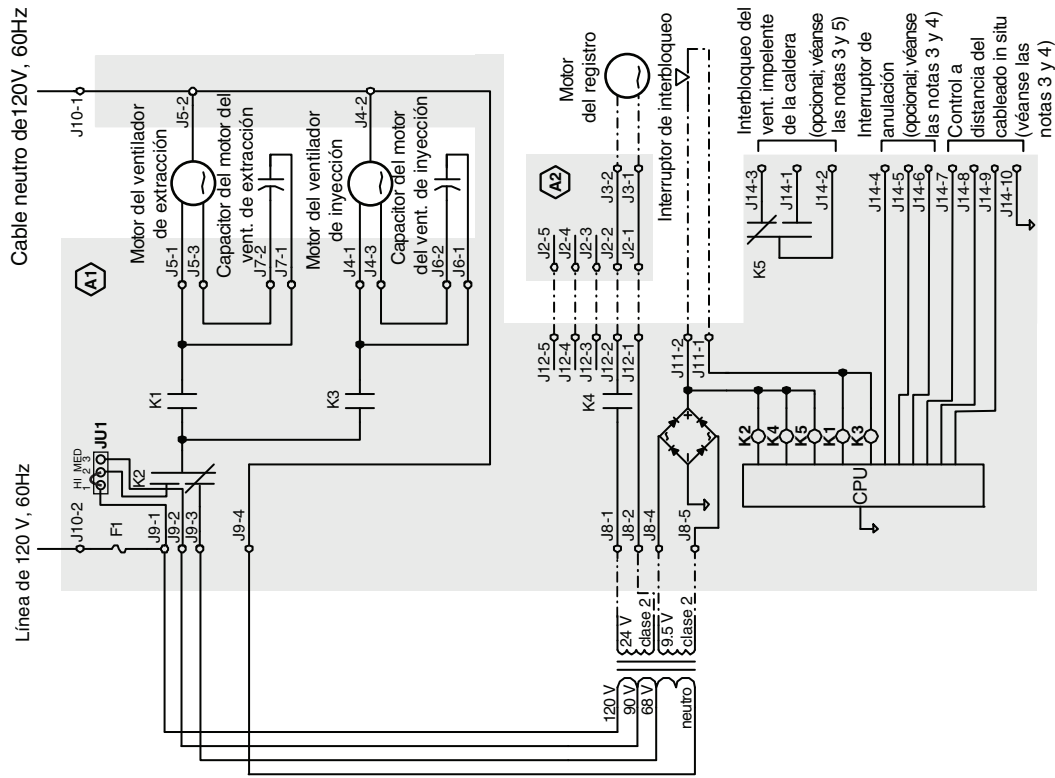 Línea de 120 V, 60Hz
Cable neutro de120V, 60Hz
J10-2
J10-1
F1
JU1
HI MED
1 2 3
A1
J9-1
J9-2
J9-3
J9-4
K2
K1
K3
Motor del ventilador
de extracción
J5-1
J5-3
J5-2
Capacitor del motor del
vent. de extracción
J7-2
J7-1
Motor del ventilador
de inyección
J4-1
J4-3
J4-2
Capacitor del motor
del vent. de inyección
J6-2
J6-1
120 V
90 V
68 V
neutro
24 V
clase 2
9.5 V
clase 2
J8-1
J8-2
J8-4
J8-5
K4
J12-5
J12-4
J12-3
J12-2
J12-1
J2-5
J2-4
J2-3
J2-2
J2-1
A2
J3-2
J3-1
Motor
del registro
Interruptor de interbloqueo
J11-2
J11-1
K2
K4
K5
K1
K3
CPU
K5
J14-3
J14-1
J14-2
J14-4
J14-5
J14-6
J14-7
J14-8
J14-9
J14-10
Interbloqueo del
vent. impelente
de la caldera
(opcional; véanse
las notas 3 y 5)
Interruptor de
anulación
(opcional; véanse
las notas 3 y 4)
Control a
distancia del
cableado in situ
(véanse las
notas 3 y 4)